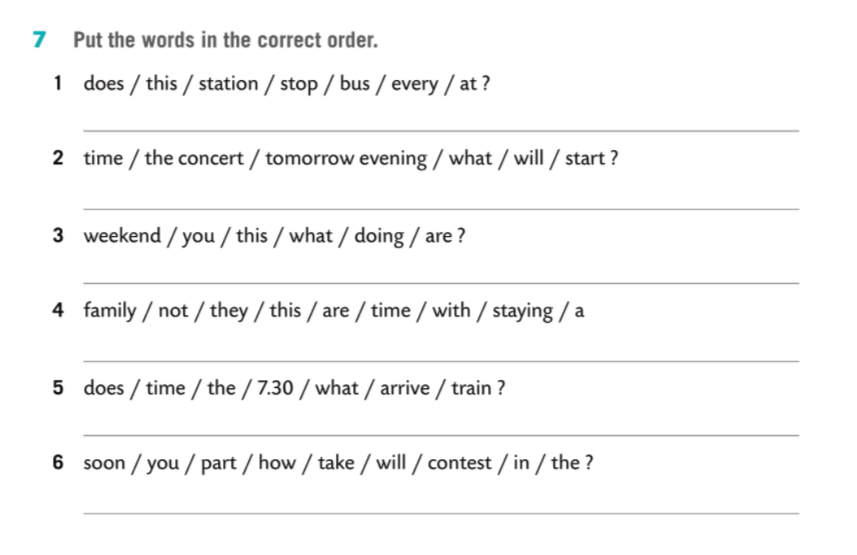 7 Put the words in the correct order.
1 does / this / station / stop / bus / every / at ?
2 time / the concert / tomorrow evening / what / will / start ?
3 weekend / you / this / what / doing / are ?
4 family / not / they / this / are / time / with / staying / a
5 does / time / the / 7.30 / what / arrive / train ?
6 soon / you / part / how / take / will / contest / in / the ?